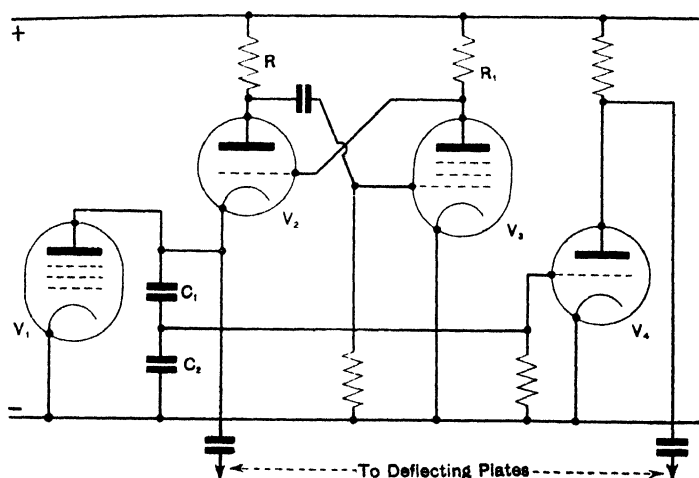 +
R
R₁
V₂
V₃
V₁
C₁
V₄
C₂
−
To Deflecting Plates